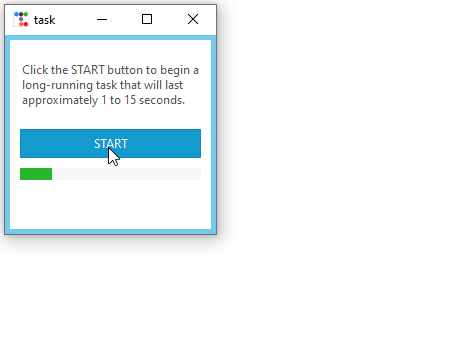 task
Click the START button to begin a
long-running task that will last
approximately 1 to 15 seconds.
START